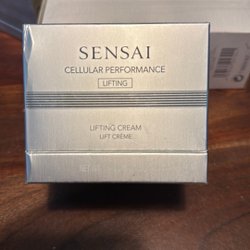 SENSAI
CELLULAR PERFORMANCE
LIFTING
LIFTING CREAM
LIFT CRÈME